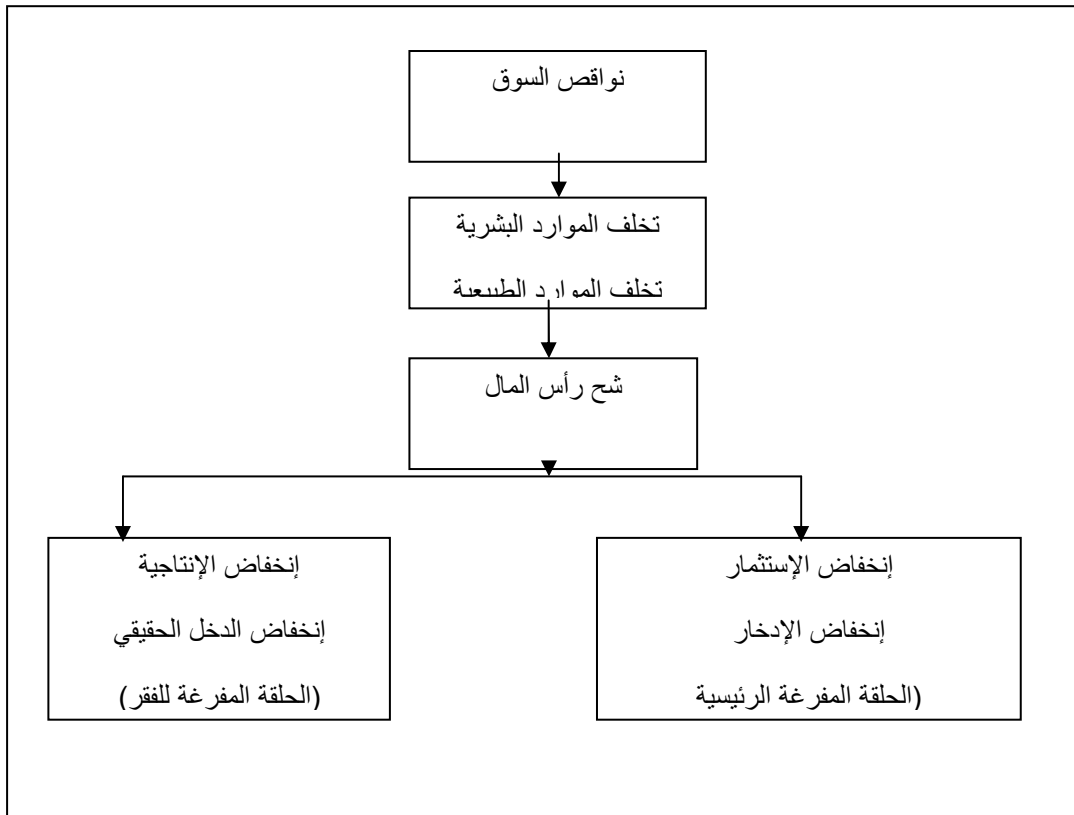 نواقص السوق
تخلف الموارد البشرية
تخلف الموارد الطبيعية
شح رأس المال
إنخفاض الإستثمار
إنخفاض الإدخار
(الحلقة المفرغة الرئيسية
إنخفاض الإنتاجية
إنخفاض الدخل الحقيقي
(الحلقة المفرغة للفقر)